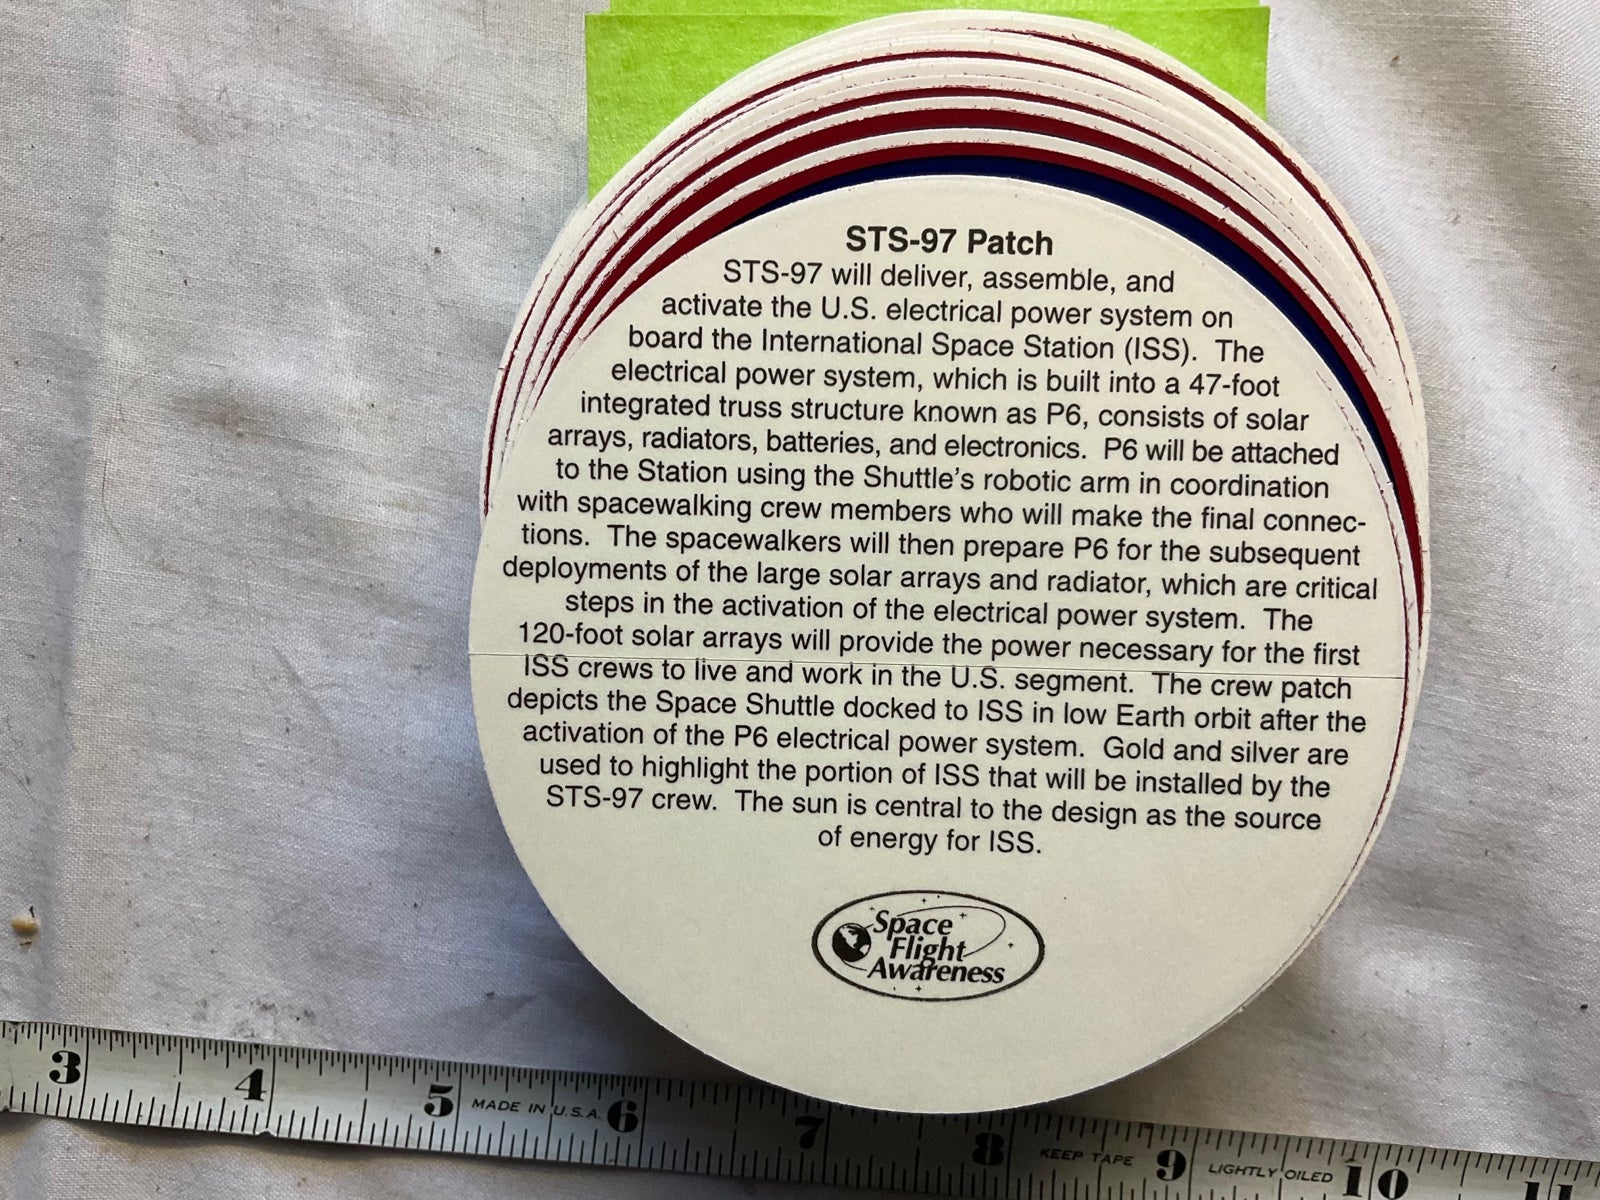 STS-97 Patch
STS-97 will deliver, assemble, and
activate the U.S. electrical power system on
board the International Space Station (ISS).  The
electrical power system, which is built into a 47-foot
integrated truss structure known as P6, consists of solar
arrays, radiators, batteries, and electronics.  P6 will be attached
to the Station using the Shuttle's robotic arm in coordination
with spacewalking crew members who will make the final connec-
tions.  The spacewalkers will then prepare P6 for the subsequent
deployments of the large solar arrays and radiator, which are critical
steps in the activation of the electrical power system.  The
120-foot solar arrays will provide the power necessary for the first
ISS crews to live and work in the U.S. segment.  The crew patch
depicts the Space Shuttle docked to ISS in low Earth orbit after the
activation of the P6 electrical power system.  Gold and silver are
used to highlight the portion of ISS that will be installed by the
STS-97 crew.  The sun is central to the design as the source
of energy for ISS.
Space
Flight
Awareness
3 4 5 MADE IN U.S.A. 6 7 8 KEEP TAPE 9 LIGHTLY OILED 10 11